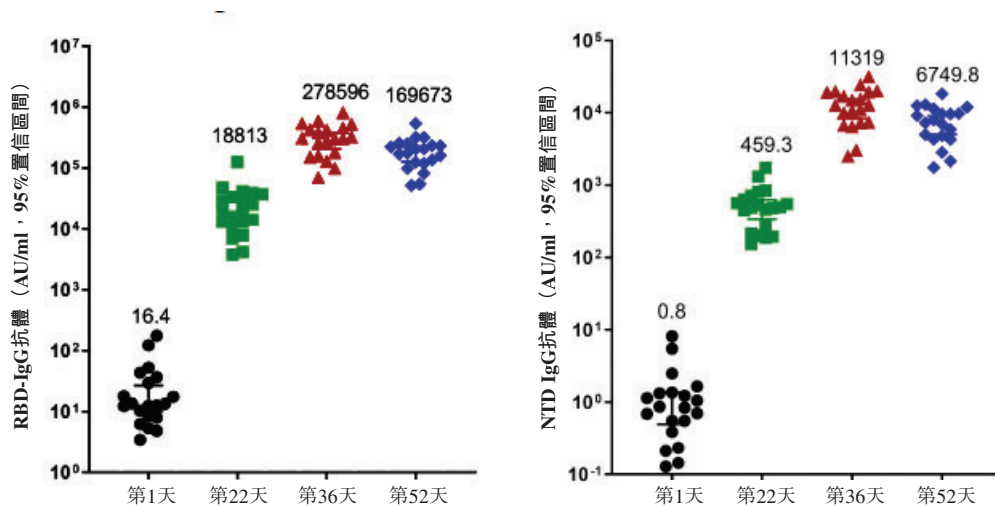 10⁷
10⁶
10⁵
10⁴
10³
10²
10¹
10⁰
RBD-IgG抗體（AU/ml，95%置信區間）
16.4
18813
278596
169673
第1天
第22天
第36天
第52天
10⁵
10⁴
10³
10²
10¹
10⁰
10⁻¹
NTD IgG抗體（AU/ml，95%置信區間）
0.8
459.3
11319
6749.8
第1天
第22天
第36天
第52天